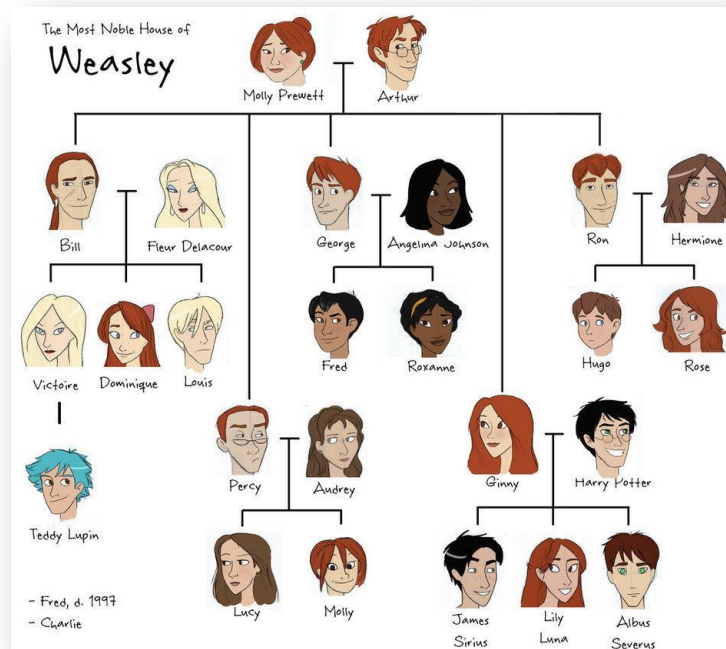 The Most Noble House of
Weasley
Molly Prewett
Arthur
Bill
Fleur Delacour
George
Angelina Johnson
Ron
Hermione
Victoire
Dominique
Louis
Fred
Roxanne
Hugo
Rose
Percy
Audrey
Ginny
Harry Potter
Teddy Lupin
Lucy
Molly
James
Sirius
Lily
Luna
Albus
Severus
- Fred, d. 1997
- Charlie